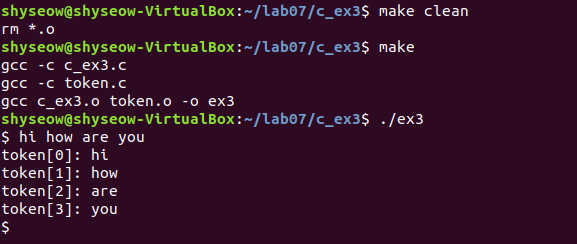 shyseow@shyseow-VirtualBox:~/lab07/c_ex3$ make clean
rm *.o
shyseow@shyseow-VirtualBox:~/lab07/c_ex3$ make
gcc -c c_ex3.c
gcc -c token.c
gcc c_ex3.o token.o -o ex3
shyseow@shyseow-VirtualBox:~/lab07/c_ex3$ ./ex3
$ hi how are you
token[0]: hi
token[1]: how
token[2]: are
token[3]: you
$